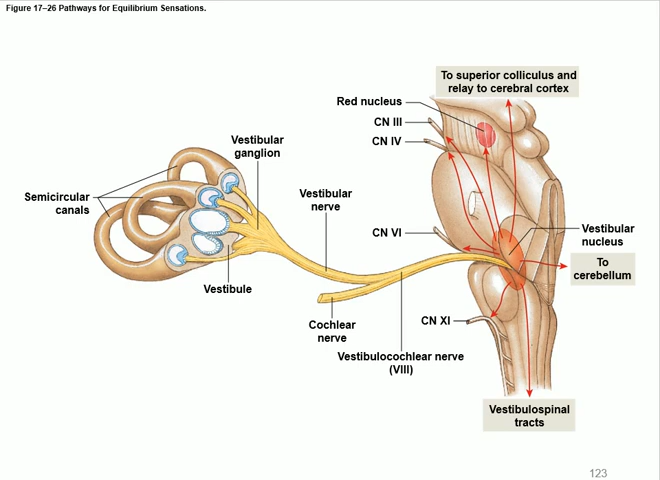 Figure 17–26 Pathways for Equilibrium Sensations.
To superior colliculus and
relay to cerebral cortex
Red nucleus
CN III
CN IV
Vestibular
ganglion
Semicircular
canals
Vestibular
nerve
CN VI
Vestibular
nucleus
To
cerebellum
Vestibule
Cochlear
nerve
CN XI
Vestibulocochlear nerve
(VIII)
Vestibulospinal
tracts
123